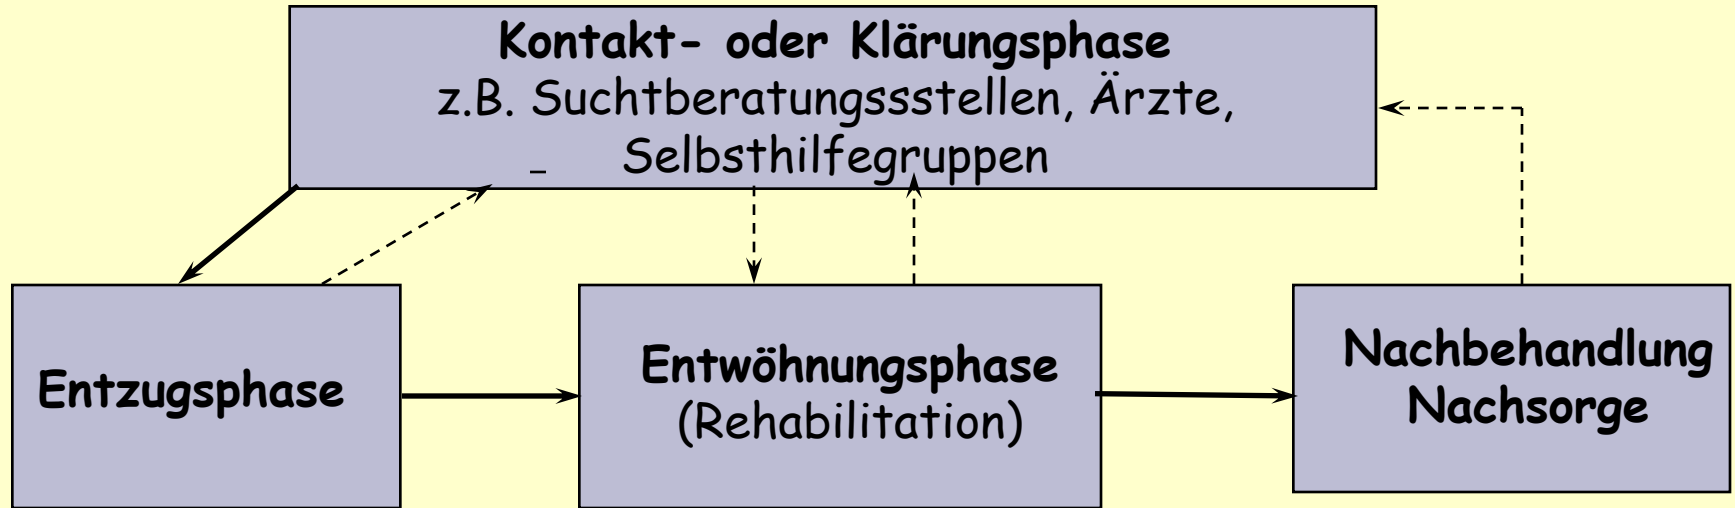 Kontakt- oder Klärungsphase
z.B. Suchtberatungssstellen, Ärzte,
_ Selbsthilfegruppen
Entzugsphase
Entwöhnungsphase
(Rehabilitation)
Nachbehandlung
Nachsorge